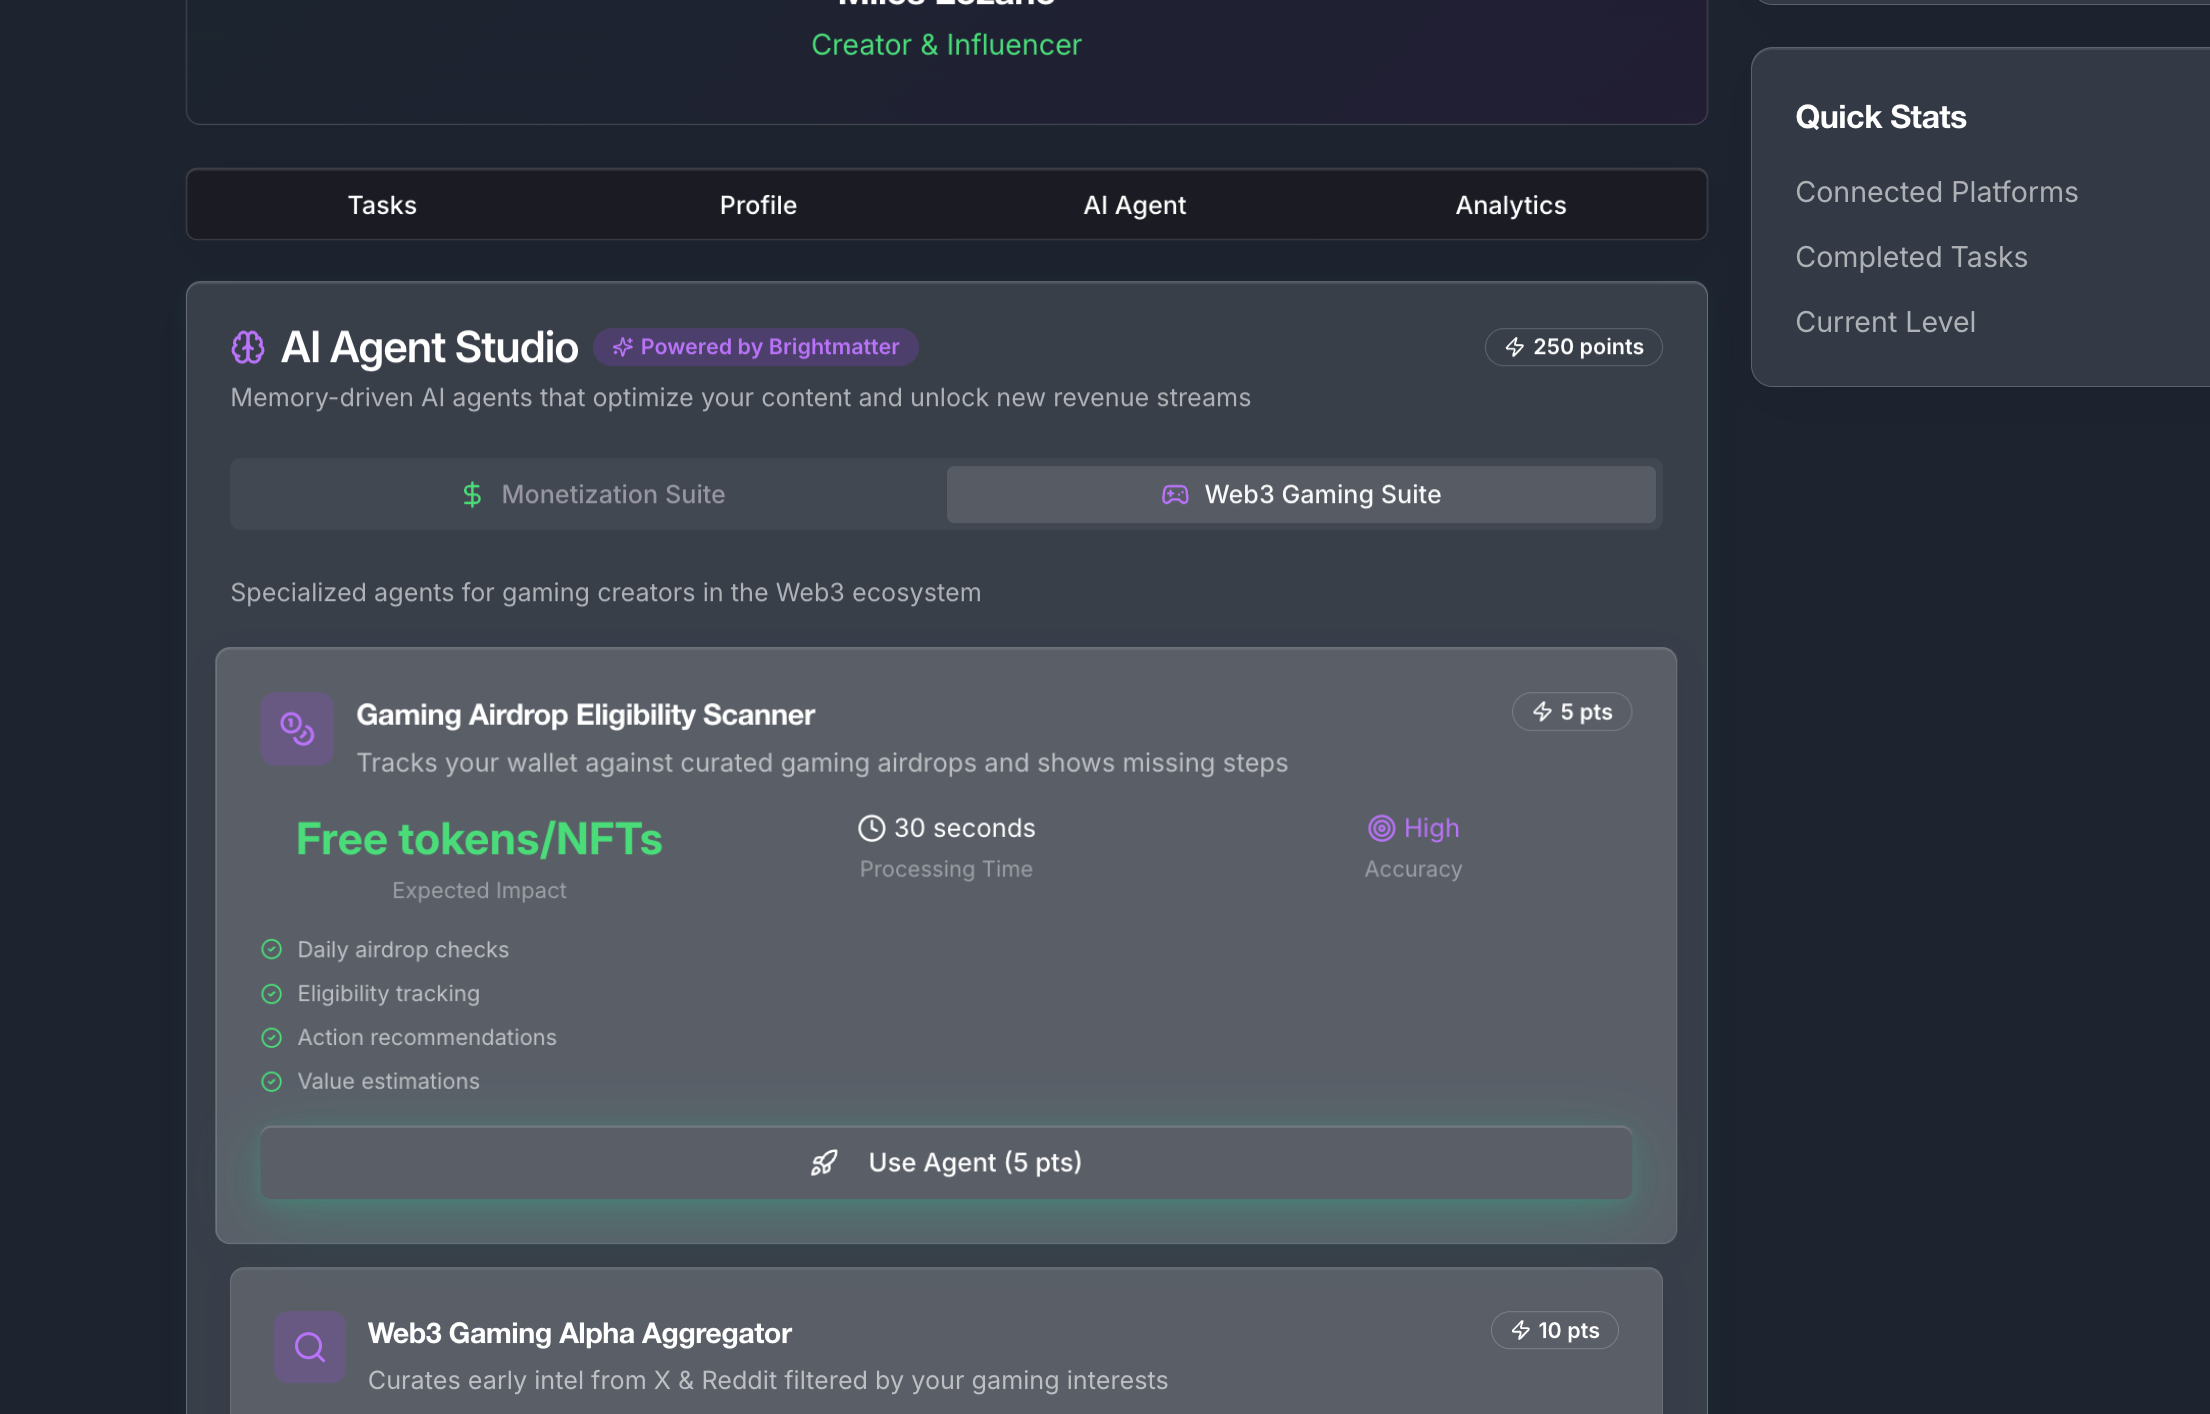 Creator & Influencer
Tasks
Profile
AI Agent
Analytics
AI Agent Studio
Powered by Brightmatter
250 points
Memory-driven AI agents that optimize your content and unlock new revenue streams
Monetization Suite
Web3 Gaming Suite
Specialized agents for gaming creators in the Web3 ecosystem
Gaming Airdrop Eligibility Scanner
5 pts
Tracks your wallet against curated gaming airdrops and shows missing steps
Free tokens/NFTs
Expected Impact
30 seconds
Processing Time
High
Accuracy
Daily airdrop checks
Eligibility tracking
Action recommendations
Value estimations
Use Agent (5 pts)
Web3 Gaming Alpha Aggregator
10 pts
Curates early intel from X & Reddit filtered by your gaming interests
Quick Stats
Connected Platforms
Completed Tasks
Current Level